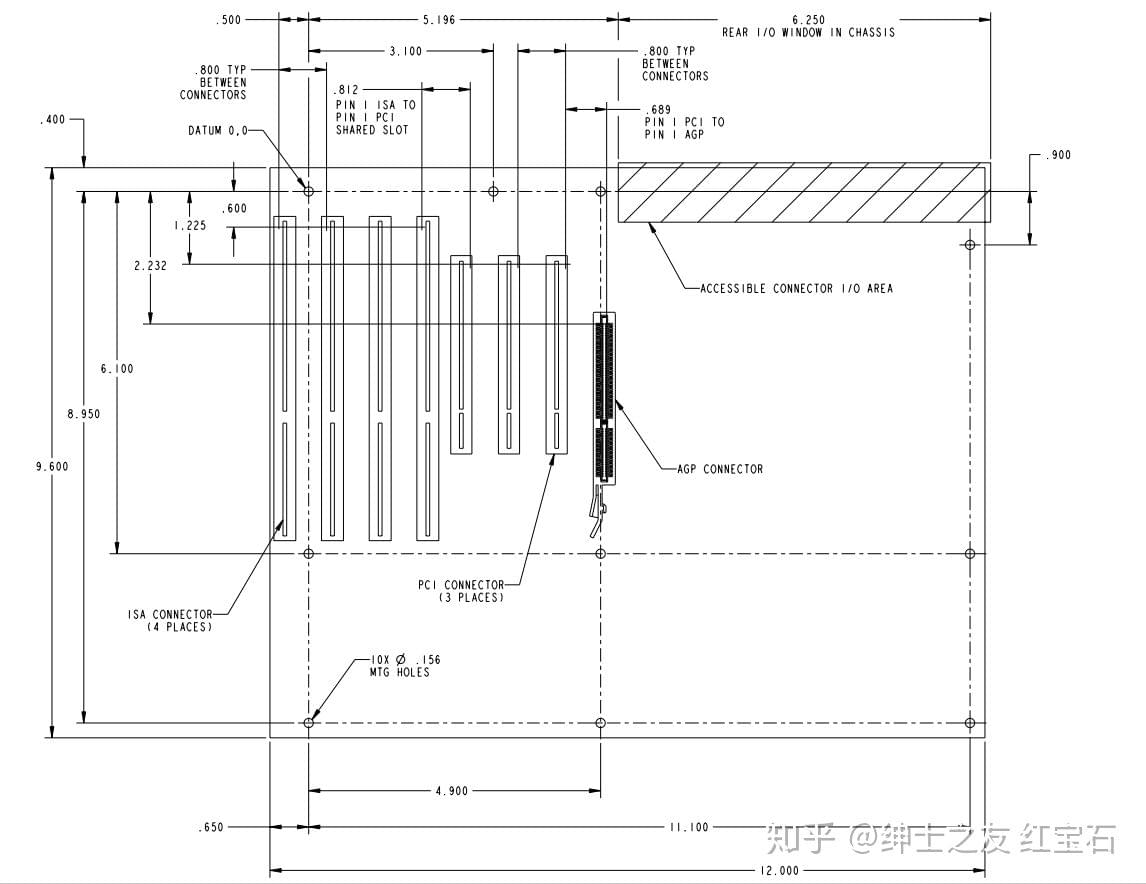 .500
5.196
6.250
REAR I/O WINDOW IN CHASSIS
3.100
.800 TYP
BETWEEN
CONNECTORS
.800 TYP
BETWEEN
CONNECTORS
.812
PIN 1 ISA TO
PIN 1 PCI
SHARED SLOT
.689
PIN 1 PCI TO
PIN 1 AGP
.400
DATUM 0,0
.900
.600
1.225
2.232
ACCESSIBLE CONNECTOR I/O AREA
6.100
8.950
9.600
AGP CONNECTOR
PCI CONNECTOR
(3 PLACES)
ISA CONNECTOR
(4 PLACES)
10X Ø .156
MTG HOLES
4.900
.650
11.100
知乎 @绅士之友 红宝石
12.000